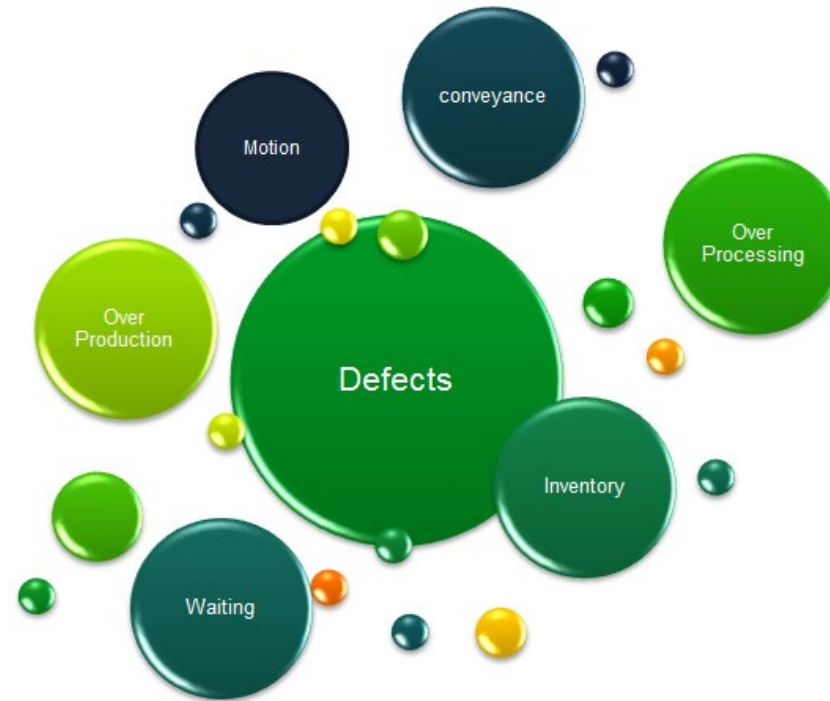 conveyance
Motion
Over
Processing
Over
Production
Defects
Inventory
Waiting